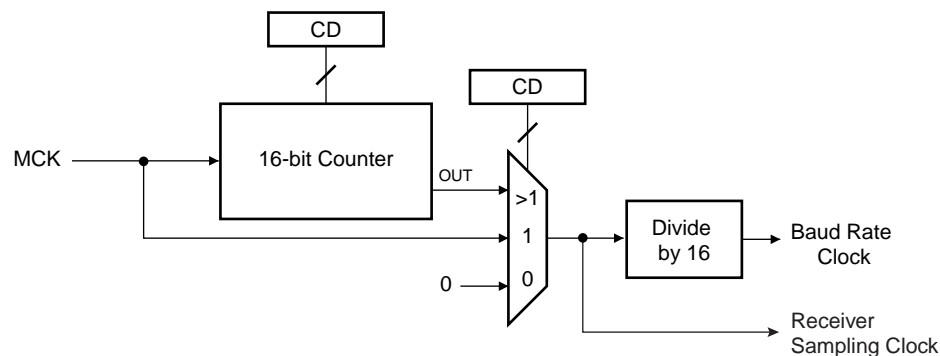 CD
CD
MCK
16-bit Counter
OUT
>1
1
0
0
Divide
by 16
Baud Rate
Clock
Receiver
Sampling Clock